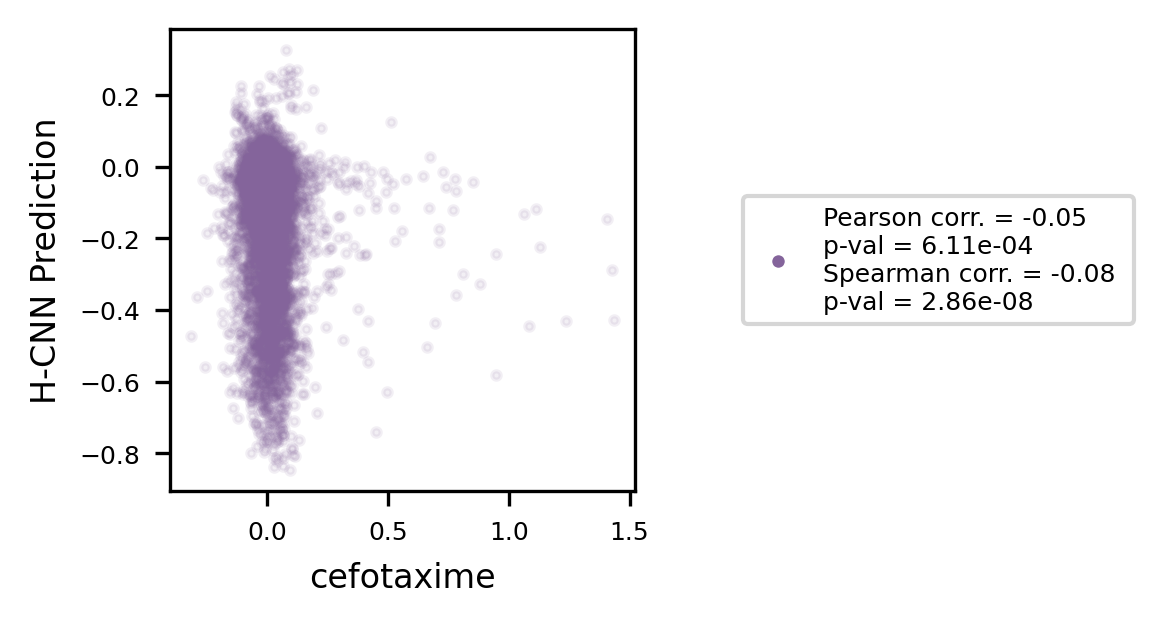 H-CNN Prediction
0.2
0.0
−0.2
−0.4
−0.6
−0.8
0.0
0.5
1.0
1.5
cefotaxime
Pearson corr. = -0.05
p-val = 6.11e-04
Spearman corr. = -0.08
p-val = 2.86e-08